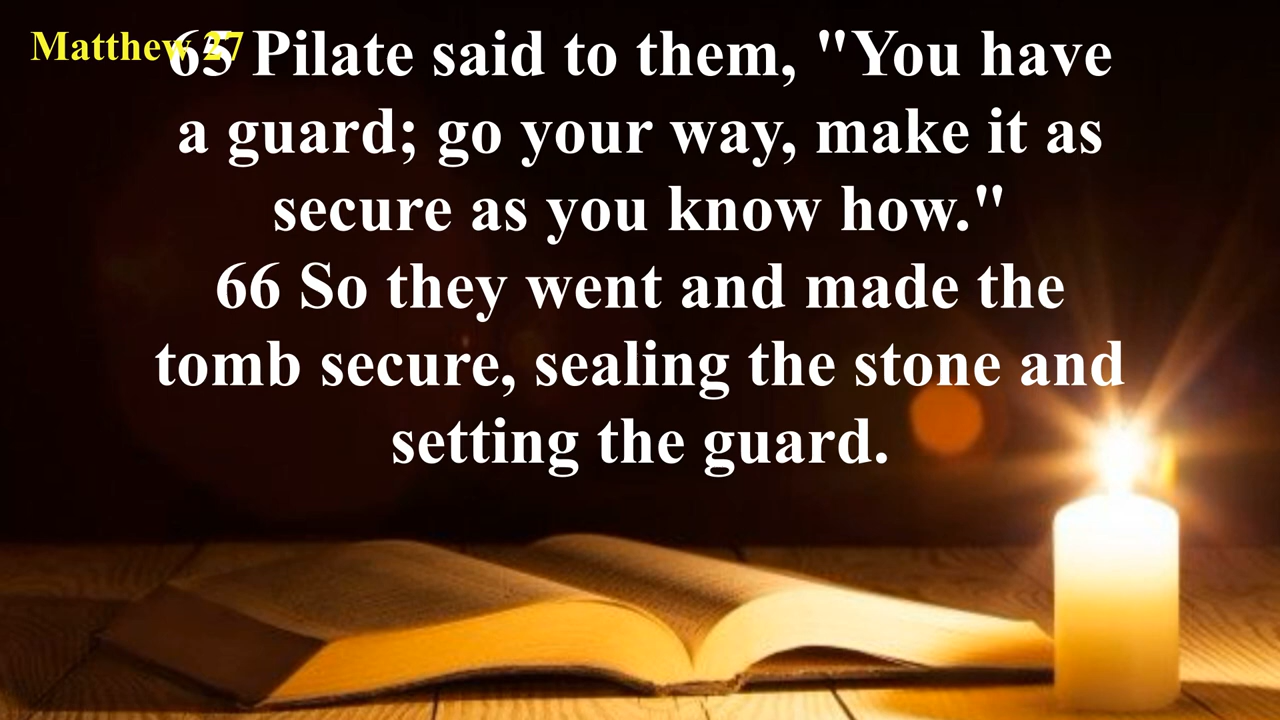 Matthew 27
65 Pilate said to them, "You have
a guard; go your way, make it as
secure as you know how."
66 So they went and made the
tomb secure, sealing the stone and
setting the guard.